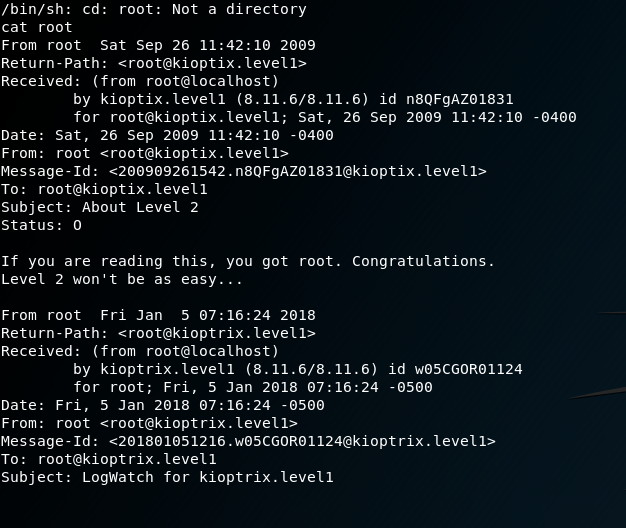 /bin/sh: cd: root: Not a directory
cat root
From root  Sat Sep 26 11:42:10 2009
Return-Path: <root@kioptix.level1>
Received: (from root@localhost)
        by kioptix.level1 (8.11.6/8.11.6) id n8QFgAZ01831
        for root@kioptix.level1; Sat, 26 Sep 2009 11:42:10 -0400
Date: Sat, 26 Sep 2009 11:42:10 -0400
From: root <root@kioptix.level1>
Message-Id: <200909261542.n8QFgAZ01831@kioptix.level1>
To: root@kioptix.level1
Subject: About Level 2
Status: O

If you are reading this, you got root. Congratulations.
Level 2 won't be as easy...

From root  Fri Jan  5 07:16:24 2018
Return-Path: <root@kioptrix.level1>
Received: (from root@localhost)
        by kioptrix.level1 (8.11.6/8.11.6) id w05CGOR01124
        for root; Fri, 5 Jan 2018 07:16:24 -0500
Date: Fri, 5 Jan 2018 07:16:24 -0500
From: root <root@kioptrix.level1>
Message-Id: <201801051216.w05CGOR01124@kioptrix.level1>
To: root@kioptrix.level1
Subject: LogWatch for kioptrix.level1